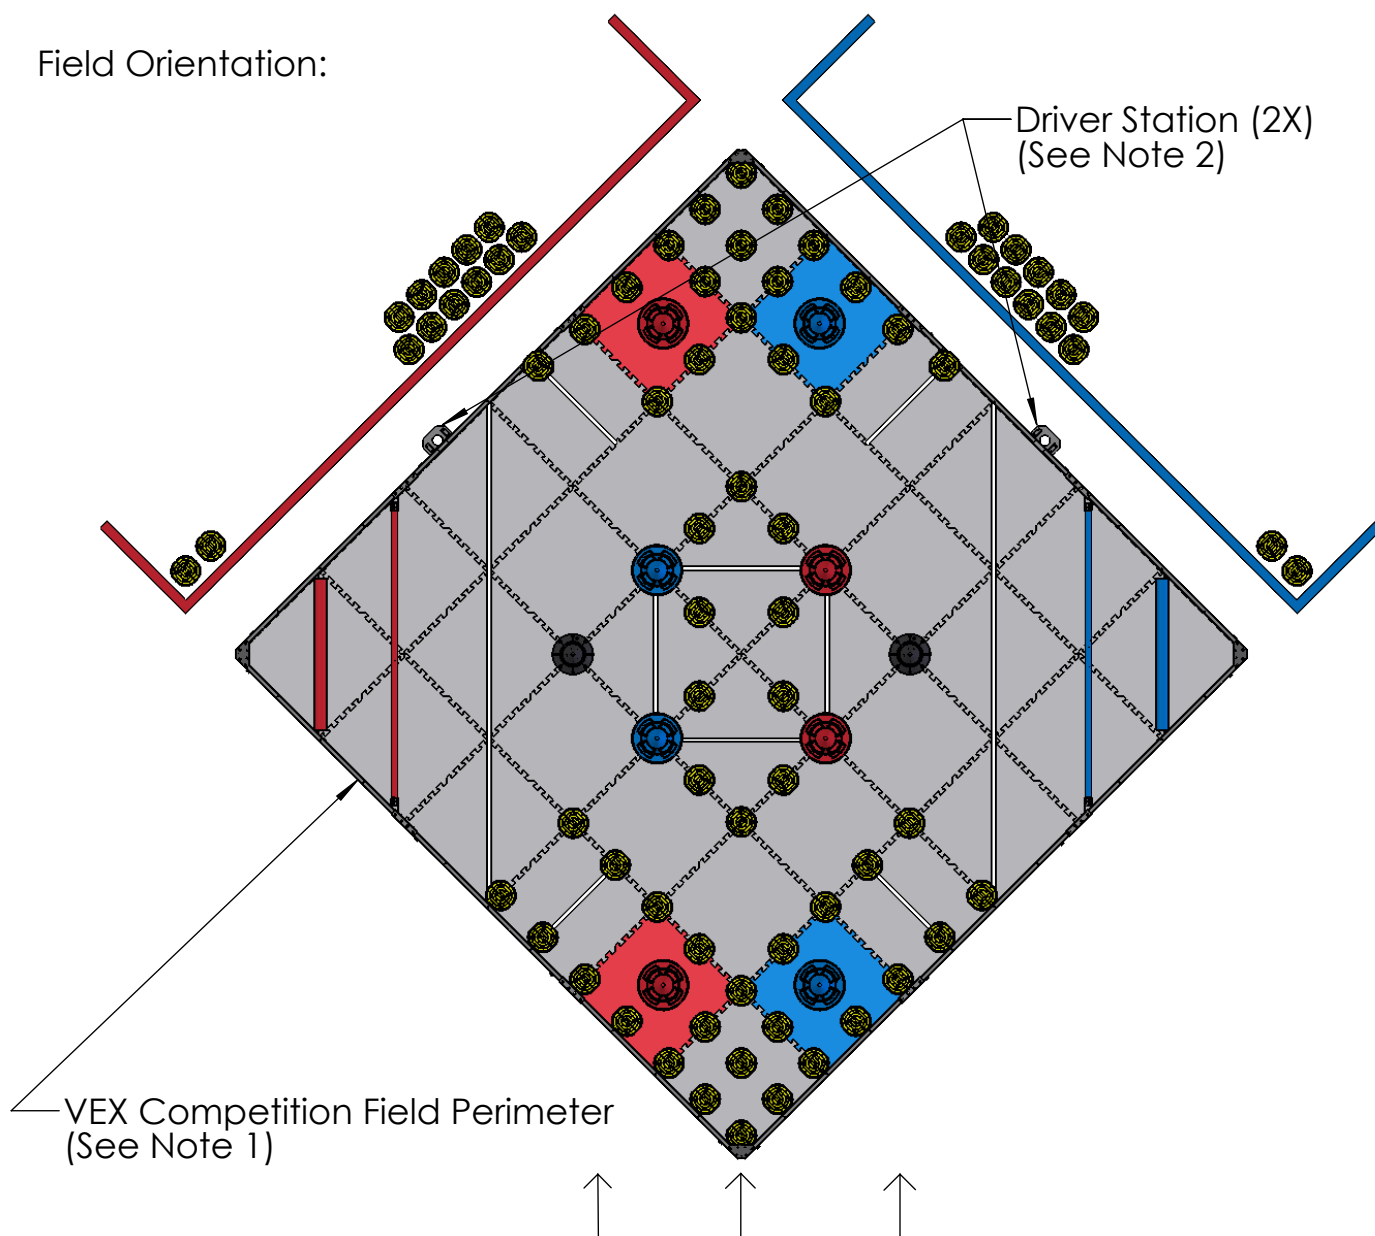 Field Orientation:
Driver Station (2X)
(See Note 2)
VEX Competition Field Perimeter
(See Note 1)